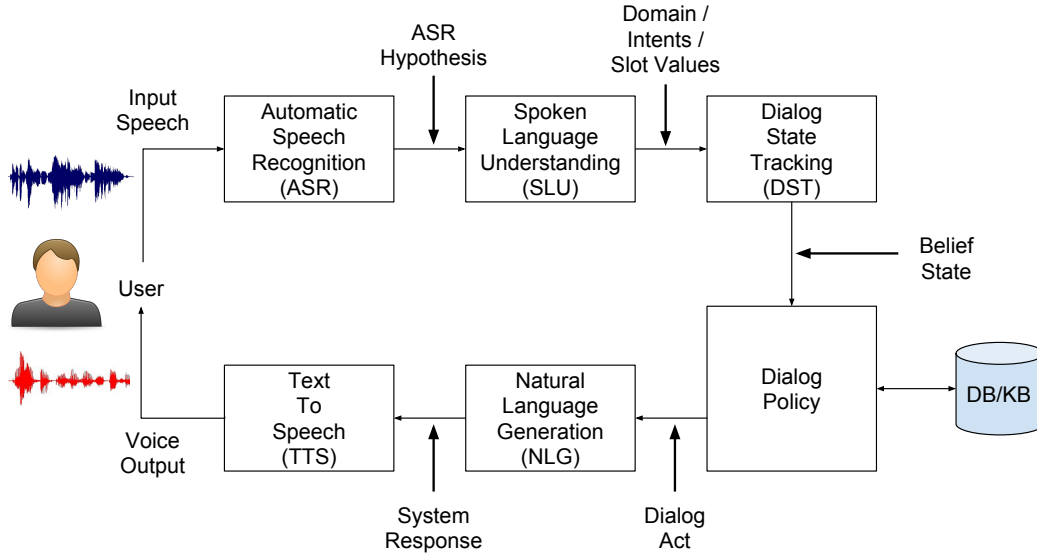 ASR
Hypothesis
Domain /
Intents /
Slot Values
Input
Speech
Automatic
Speech
Recognition
(ASR)
Spoken
Language
Understanding
(SLU)
Dialog
State
Tracking
(DST)
Belief
State
User
Dialog
Policy
DB/KB
Text
To
Speech
(TTS)
Natural
Language
Generation
(NLG)
Voice
Output
System
Response
Dialog
Act